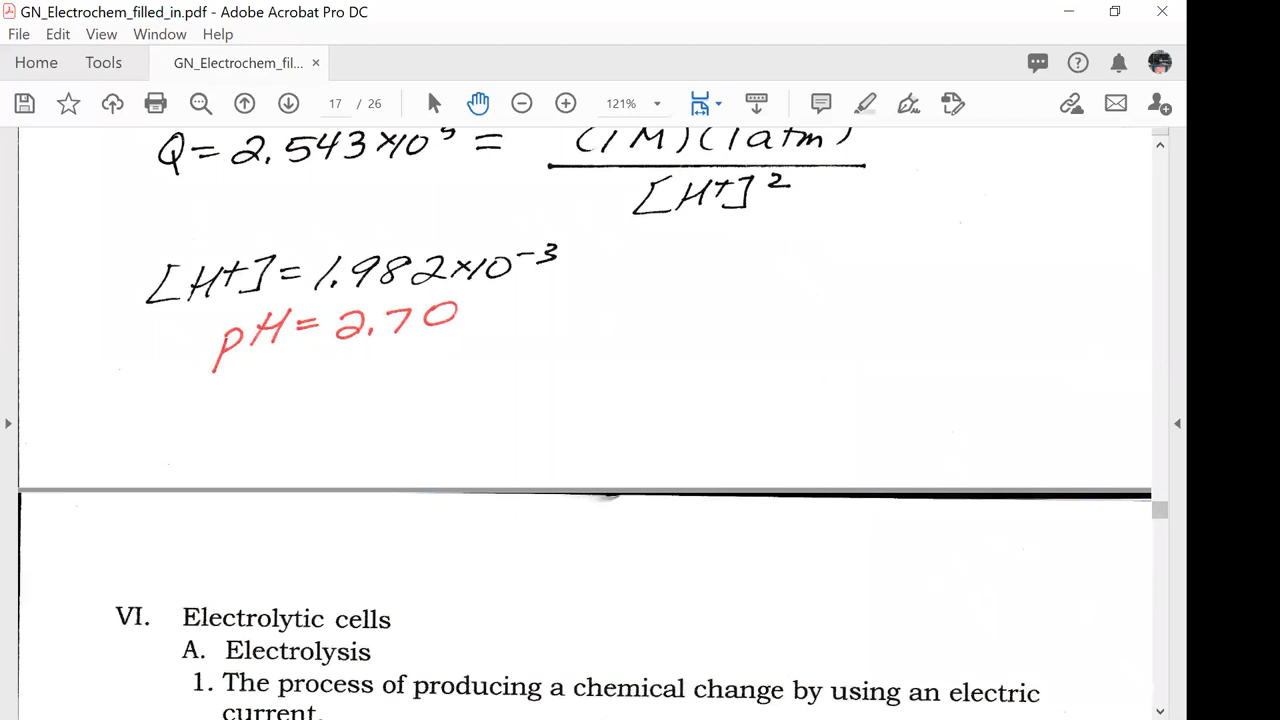 GN_Electrochem_filled_in.pdf - Adobe Acrobat Pro DC
File Edit View Window Help
Home Tools GN_Electrochem_fil... ×
17 / 26 121%
Q = 2.543×10⁵ = (1M)(1atm)
[H+]²
[H+] = 1.982×10⁻³
pH = 2.70
VI. Electrolytic cells
A. Electrolysis
1. The process of producing a chemical change by using an electric
current.